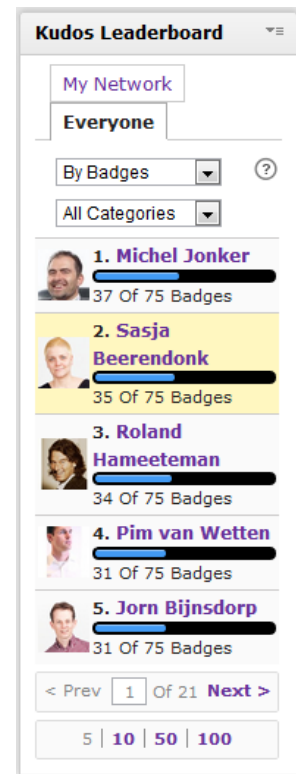 Kudos Leaderboard
My Network
Everyone
By Badges
?
All Categories
1. Michel Jonker
37 Of 75 Badges
2. Sasja
Beerendonk
35 Of 75 Badges
3. Roland
Hameeteman
34 Of 75 Badges
4. Pim van Wetten
31 Of 75 Badges
5. Jorn Bijnsdorp
31 Of 75 Badges
< Prev 1 Of 21 Next >
5 | 10 | 50 | 100